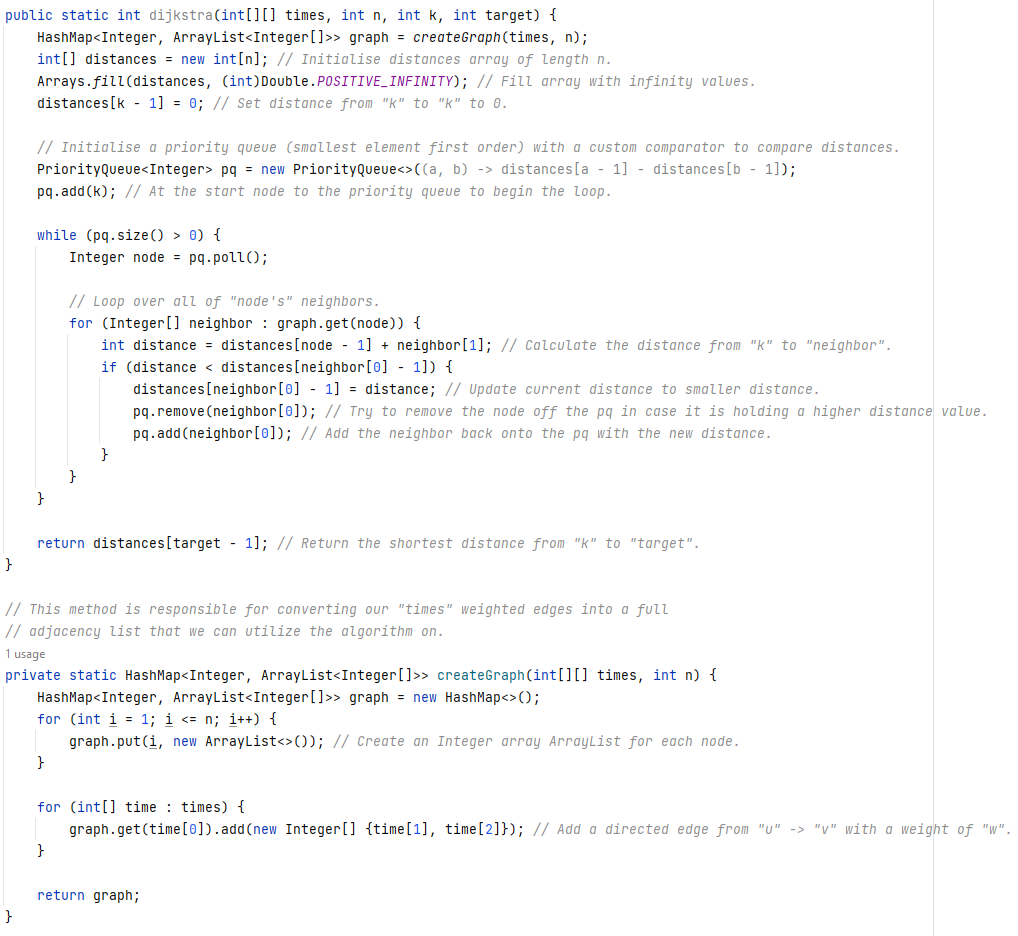 public static int dijkstra(int[][] times, int n, int k, int target) {
    HashMap<Integer, ArrayList<Integer[]>> graph = createGraph(times, n);
    int[] distances = new int[n]; // Initialise distances array of length n.
    Arrays.fill(distances, (int)Double.POSITIVE_INFINITY); // Fill array with infinity values.
    distances[k - 1] = 0; // Set distance from "k" to "k" to 0.

    // Initialise a priority queue (smallest element first order) with a custom comparator to compare distances.
    PriorityQueue<Integer> pq = new PriorityQueue<>((a, b) -> distances[a - 1] - distances[b - 1]);
    pq.add(k); // At the start node to the priority queue to begin the loop.

    while (pq.size() > 0) {
        Integer node = pq.poll();

        // Loop over all of "node's" neighbors.
        for (Integer[] neighbor : graph.get(node)) {
            int distance = distances[node - 1] + neighbor[1]; // Calculate the distance from "k" to "neighbor".
            if (distance < distances[neighbor[0] - 1]) {
                distances[neighbor[0] - 1] = distance; // Update current distance to smaller distance.
                pq.remove(neighbor[0]); // Try to remove the node off the pq in case it is holding a higher distance value.
                pq.add(neighbor[0]); // Add the neighbor back onto the pq with the new distance.
            }
        }
    }

    return distances[target - 1]; // Return the shortest distance from "k" to "target".
}

// This method is responsible for converting our "times" weighted edges into a full
// adjacency list that we can utilize the algorithm on.
1 usage
private static HashMap<Integer, ArrayList<Integer[]>> createGraph(int[][] times, int n) {
    HashMap<Integer, ArrayList<Integer[]>> graph = new HashMap<>();
    for (int i = 1; i <= n; i++) {
        graph.put(i, new ArrayList<>()); // Create an Integer array ArrayList for each node.
    }

    for (int[] time : times) {
        graph.get(time[0]).add(new Integer[] {time[1], time[2]}); // Add a directed edge from "u" -> "v" with a weight of "w".
    }

    return graph;
}